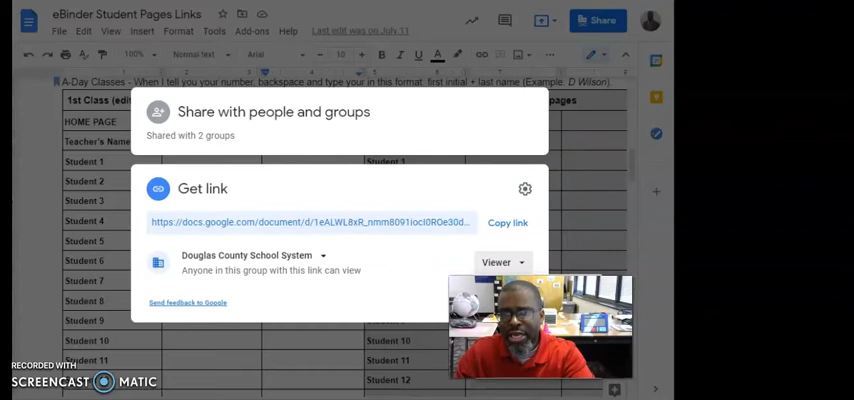 eBinder Student Pages Links
File Edit View Insert Format Tools Add-ons Help Last edit was on July 11
Share
100% Normal text Arial 10 B I U A
A-Day Classes - When I tell you your number, backspace and type your in this format: first initial + last name (Example: D Wilson).
1st Class (edit pages
HOME PAGE
Teacher's Name
Student 1 Student 1
Student 2
Student 3
Student 4
Student 5
Student 6
Student 7
Student 8
Student 9
Student 10 Student 10
Student 11 Student 11
Student 12
Share with people and groups
Shared with 2 groups
Get link
Copy link
Douglas County School System
Anyone in this group with this link can view
Viewer
Send feedback to Google
RECORDED WITH
SCREENCAST MATIC